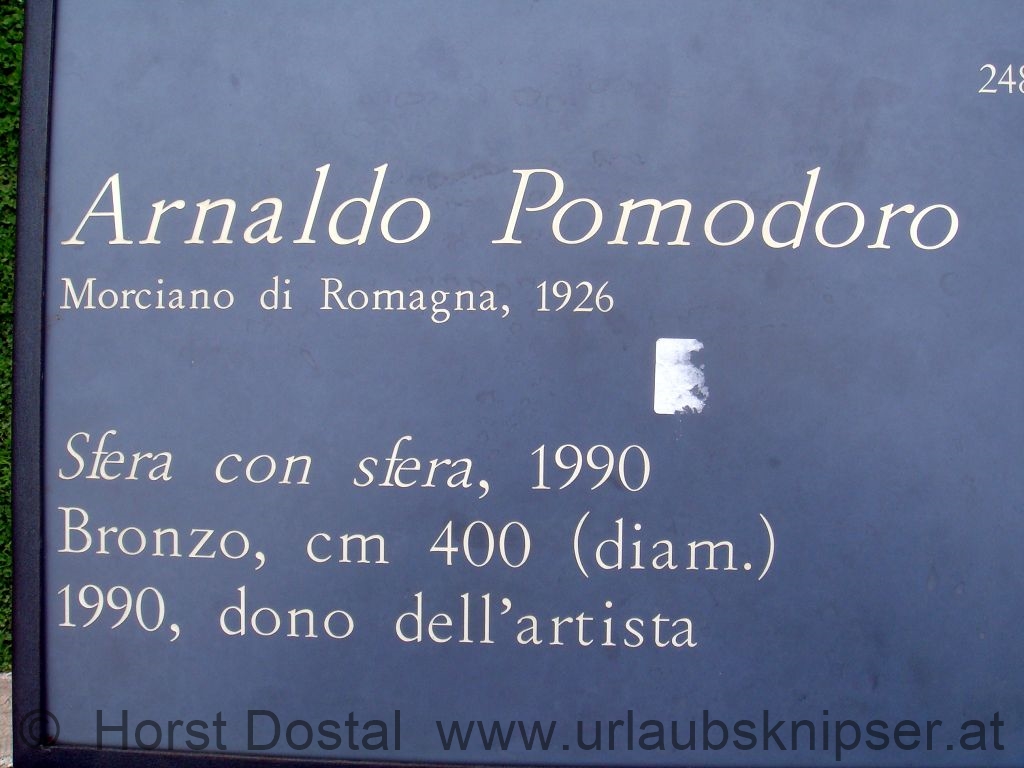 248
Arnaldo Pomodoro
Morciano di Romagna, 1926
Sfera con sfera, 1990
Bronzo, cm 400 (diam.)
1990, dono dell'artista
© Horst Dostal www.urlaubsknipser.at